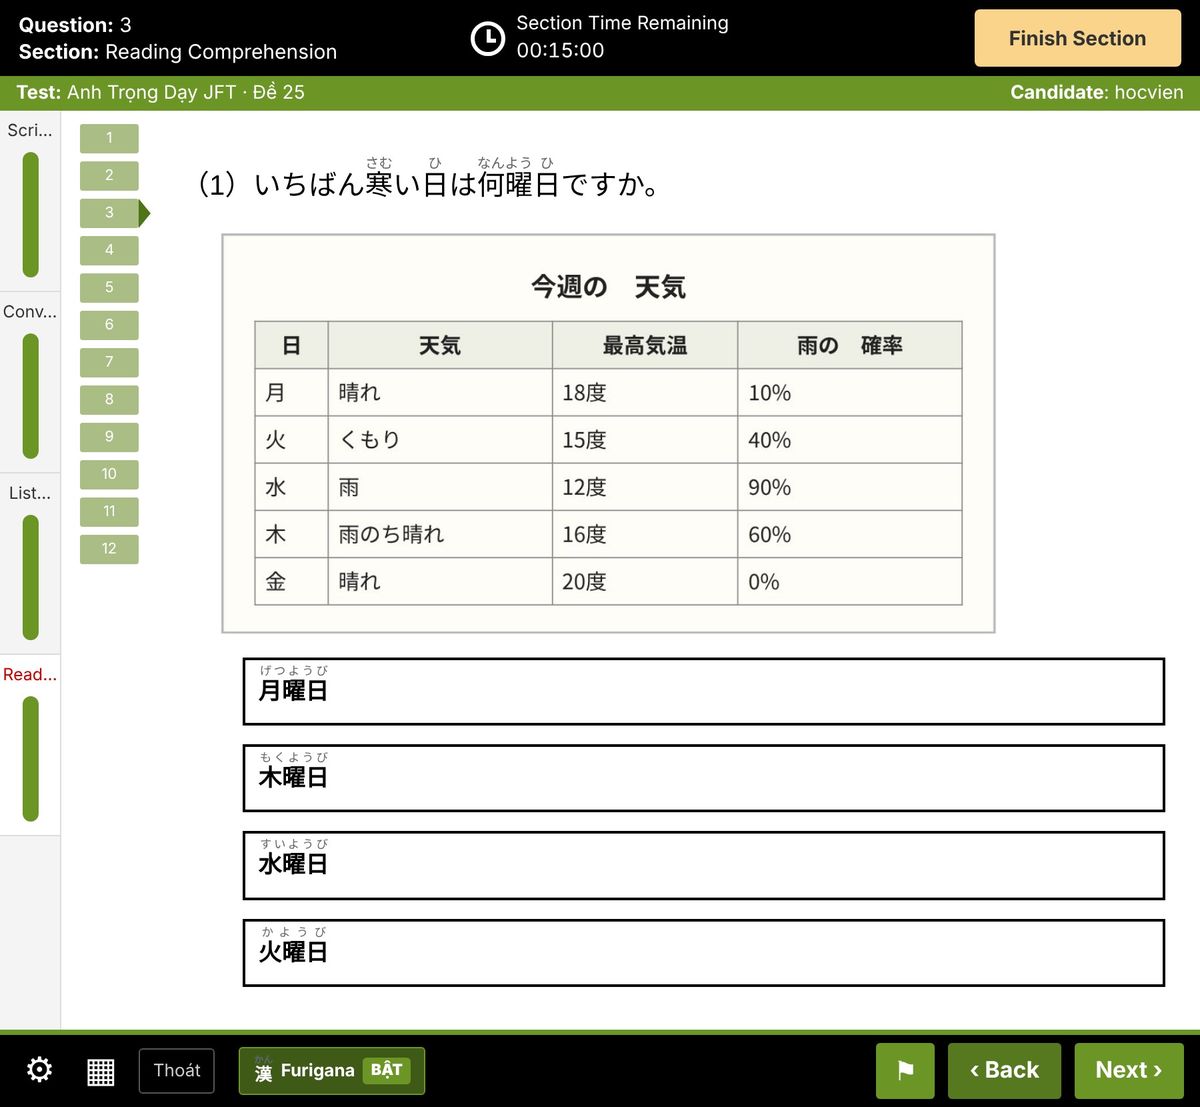 Question: 3
Section: Reading Comprehension
Section Time Remaining
00:15:00
Finish Section
Test: Anh Trọng Dạy JFT · Đề 25
Candidate: hocvien
Scri...
Conv...
List...
Read...
1
2
3
4
5
6
7
8
9
10
11
12
さむ ひ なんよう ひ
（1）いちばん寒い日は何曜日ですか。
今週の　天気
日 天気 最高気温 雨の　確率
月 晴れ 18度 10%
火 くもり 15度 40%
水 雨 12度 90%
木 雨のち晴れ 16度 60%
金 晴れ 20度 0%
げつようび
月曜日
もくようび
木曜日
すいようび
水曜日
かようび
火曜日
Thoát
かん
漢 Furigana BẬT
‹ Back
Next ›